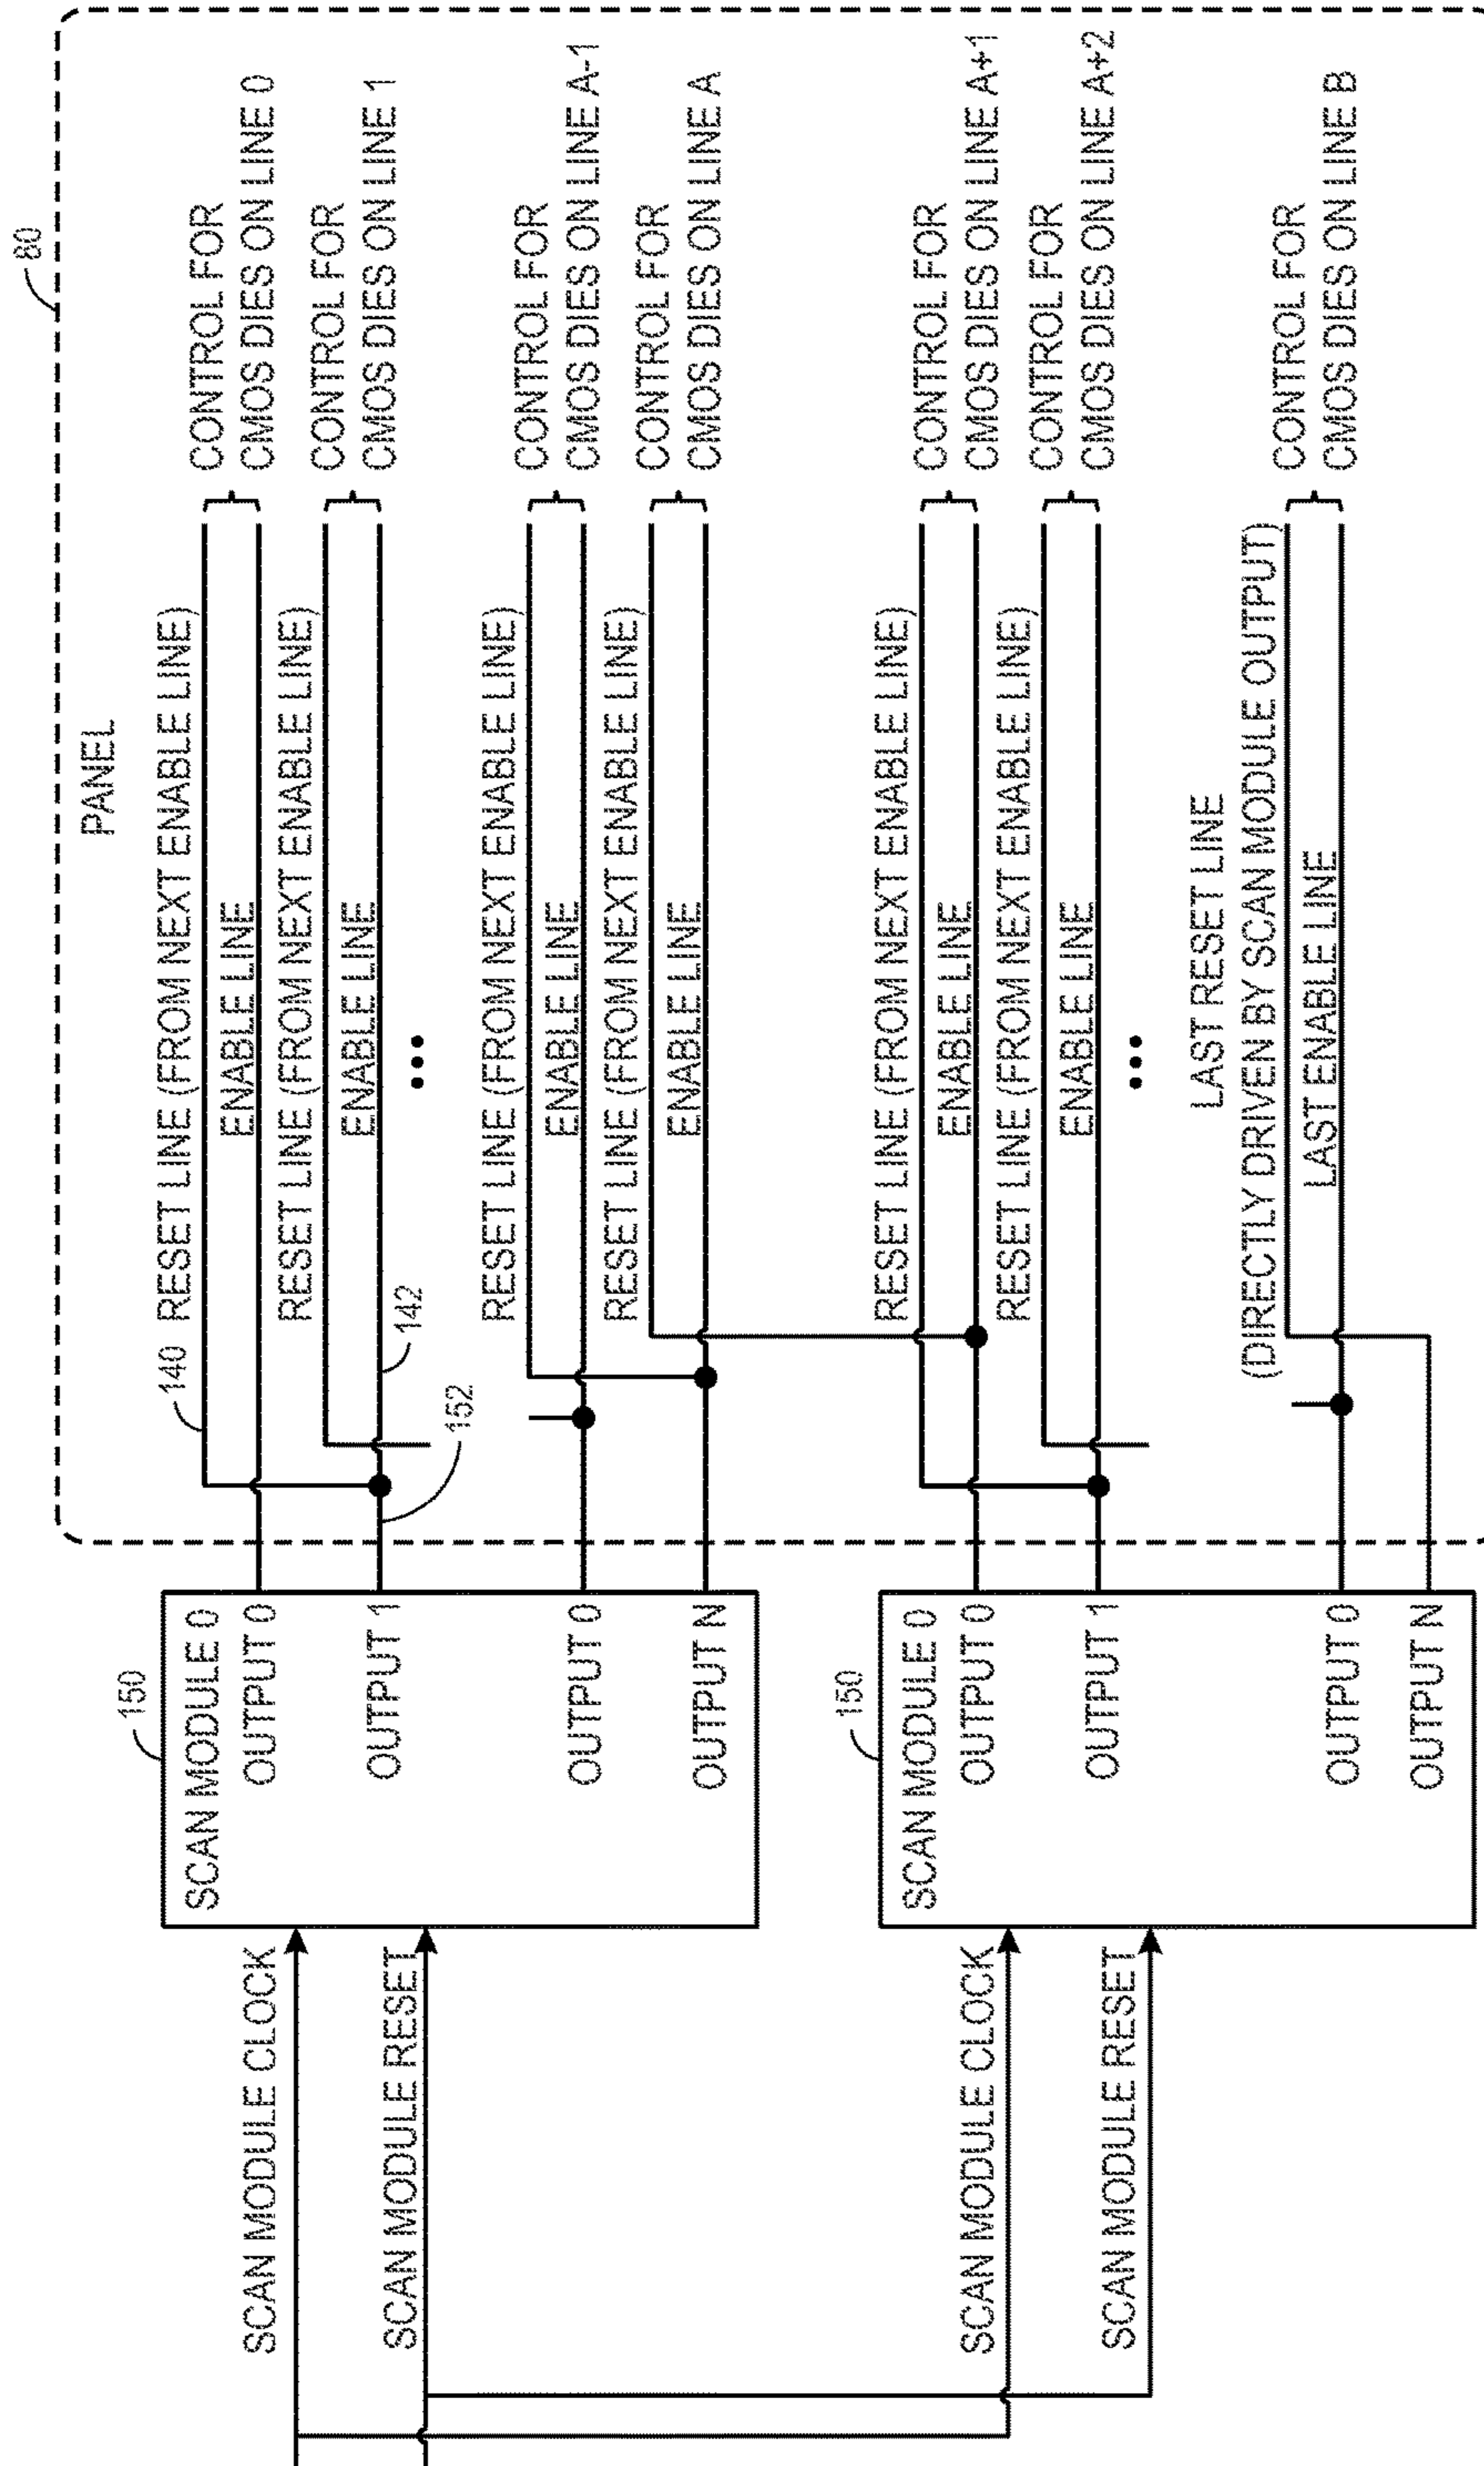 80
PANEL
SCAN MODULE CLOCK
SCAN MODULE RESET
150
SCAN MODULE 0
OUTPUT 0
OUTPUT 1
OUTPUT 0
OUTPUT N
140
RESET LINE (FROM NEXT ENABLE LINE)
ENABLE LINE
CONTROL FOR
CMOS DIES ON LINE 0
RESET LINE (FROM NEXT ENABLE LINE)
ENABLE LINE
CONTROL FOR
CMOS DIES ON LINE 1
142
152
RESET LINE (FROM NEXT ENABLE LINE)
ENABLE LINE
CONTROL FOR
CMOS DIES ON LINE A-1
RESET LINE (FROM NEXT ENABLE LINE)
ENABLE LINE
CONTROL FOR
CMOS DIES ON LINE A
SCAN MODULE CLOCK
SCAN MODULE RESET
150
SCAN MODULE 0
OUTPUT 0
OUTPUT 1
OUTPUT 0
OUTPUT N
RESET LINE (FROM NEXT ENABLE LINE)
ENABLE LINE
CONTROL FOR
CMOS DIES ON LINE A+1
RESET LINE (FROM NEXT ENABLE LINE)
ENABLE LINE
CONTROL FOR
CMOS DIES ON LINE A+2
LAST RESET LINE
(DIRECTLY DRIVEN BY SCAN MODULE OUTPUT)
LAST ENABLE LINE
CONTROL FOR
CMOS DIES ON LINE B